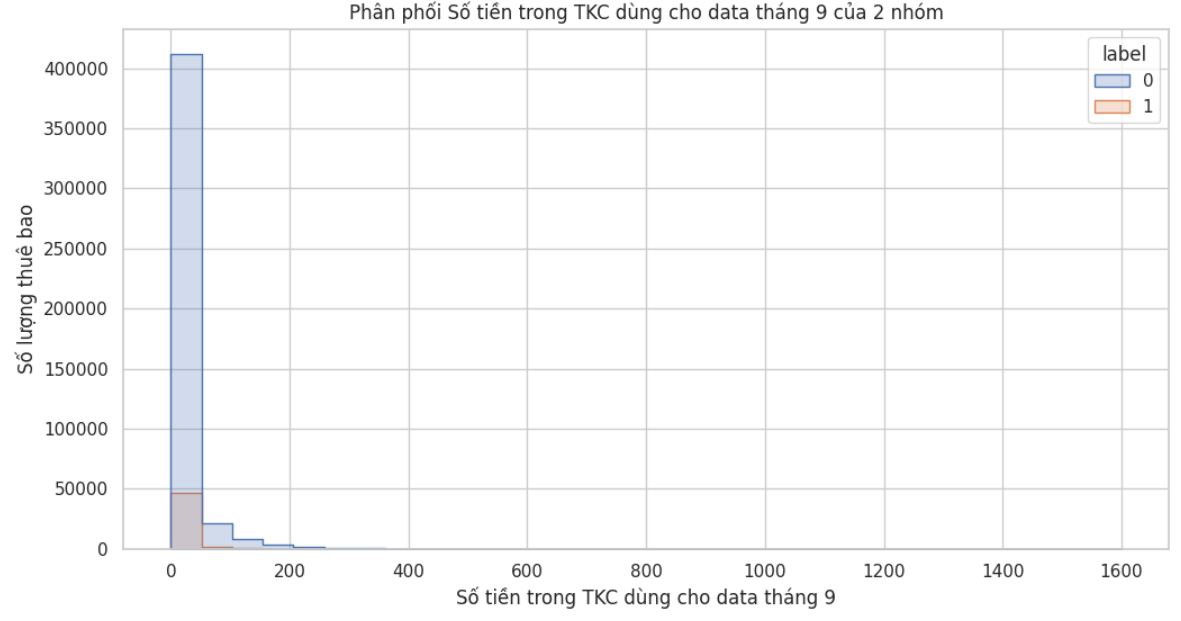 Phân phối Số tiền trong TKC dùng cho data tháng 9 của 2 nhóm
label
0
1
Số lượng thuê bao
400000
350000
300000
250000
200000
150000
100000
50000
0
0 200 400 600 800 1000 1200 1400 1600
Số tiền trong TKC dùng cho data tháng 9